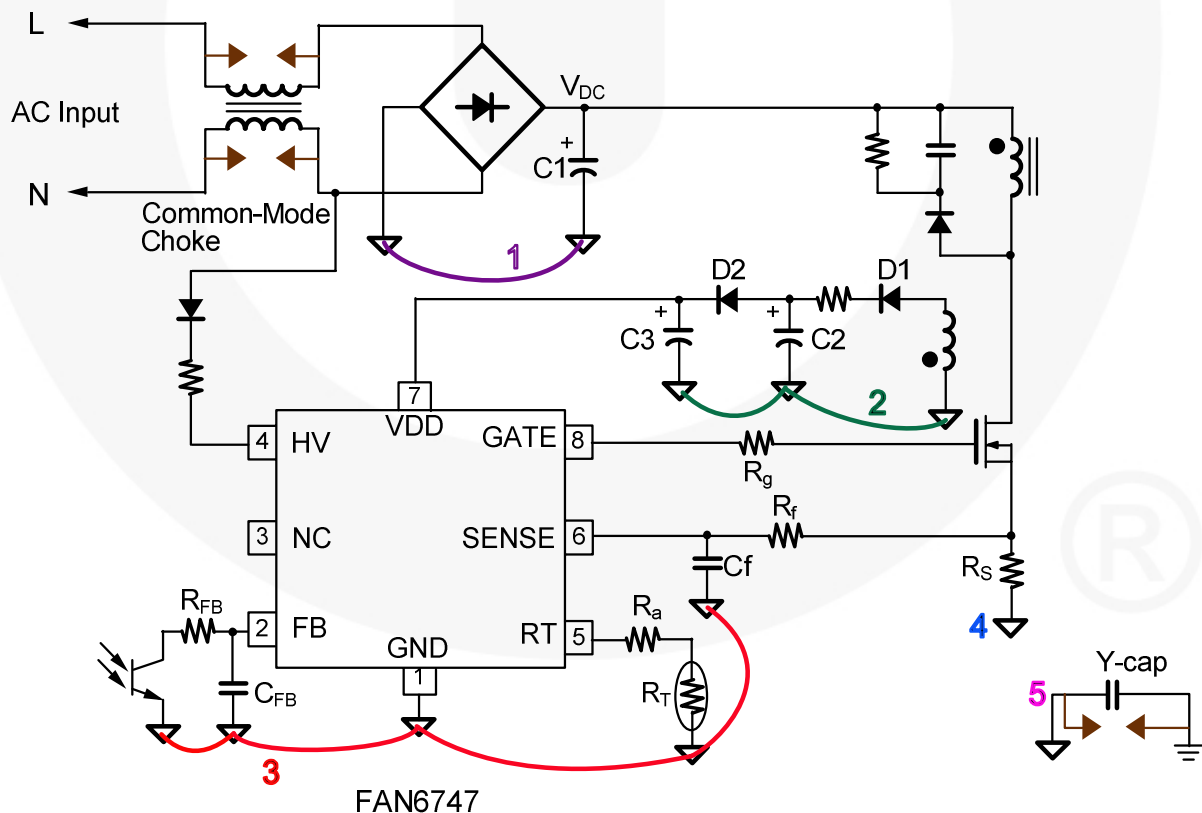 L
AC Input
N
Common-Mode
Choke
V_DC
+
C1
1
D2
D1
+
C3
+
C2
2
7
VDD
4
HV
GATE
8
R_g
3
NC
SENSE
6
R_f
Cf
R_S
4
R_FB
2
FB
RT
5
R_a
GND
1
C_FB
R_T
3
Y-cap
5
FAN6747
®